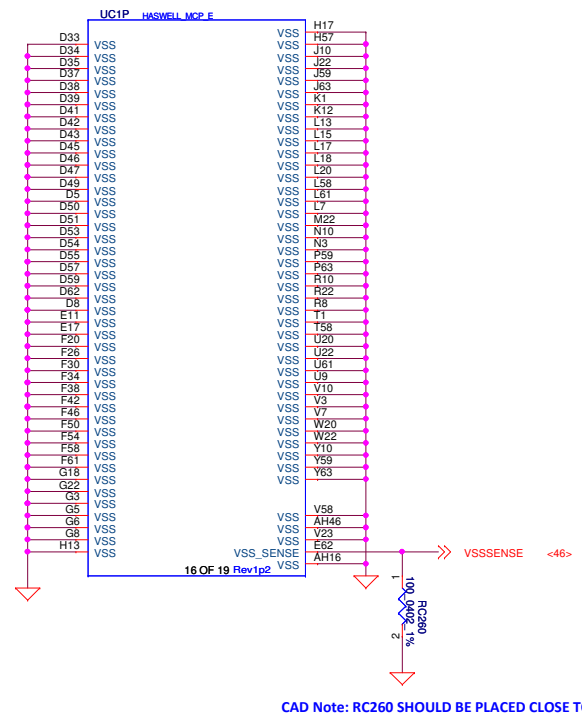 UC1P HASWELL_MCP_E
D33 VSS VSS H17
D34 VSS VSS H57
D35 VSS VSS J10
D37 VSS VSS J22
D38 VSS VSS J59
D39 VSS VSS J63
D41 VSS VSS K1
D42 VSS VSS K12
D43 VSS VSS L13
D45 VSS VSS L15
D46 VSS VSS L17
D47 VSS VSS L18
D49 VSS VSS L20
D5 VSS VSS L58
D50 VSS VSS L61
D51 VSS VSS L7
D53 VSS VSS M22
D54 VSS VSS N10
D55 VSS VSS N3
D57 VSS VSS P59
D59 VSS VSS P63
D62 VSS VSS R10
D8 VSS VSS R22
E11 VSS VSS R8
E17 VSS VSS T1
F20 VSS VSS T58
F26 VSS VSS U20
F30 VSS VSS U22
F34 VSS VSS U61
F38 VSS VSS U9
F42 VSS VSS V10
F46 VSS VSS V3
F50 VSS VSS V7
F54 VSS VSS W20
F58 VSS VSS W22
F61 VSS VSS Y10
G18 VSS VSS Y59
G22 VSS VSS Y63
G3 VSS
G5 VSS VSS V58
G6 VSS VSS AH46
G8 VSS VSS V23
H13 VSS VSS_SENSE E62 VSSSENSE <46>
VSS AH16
16 OF 19 Rev1p2
1
RC260
100_0402_1%
2
CAD Note: RC260 SHOULD BE PLACED CLOSE